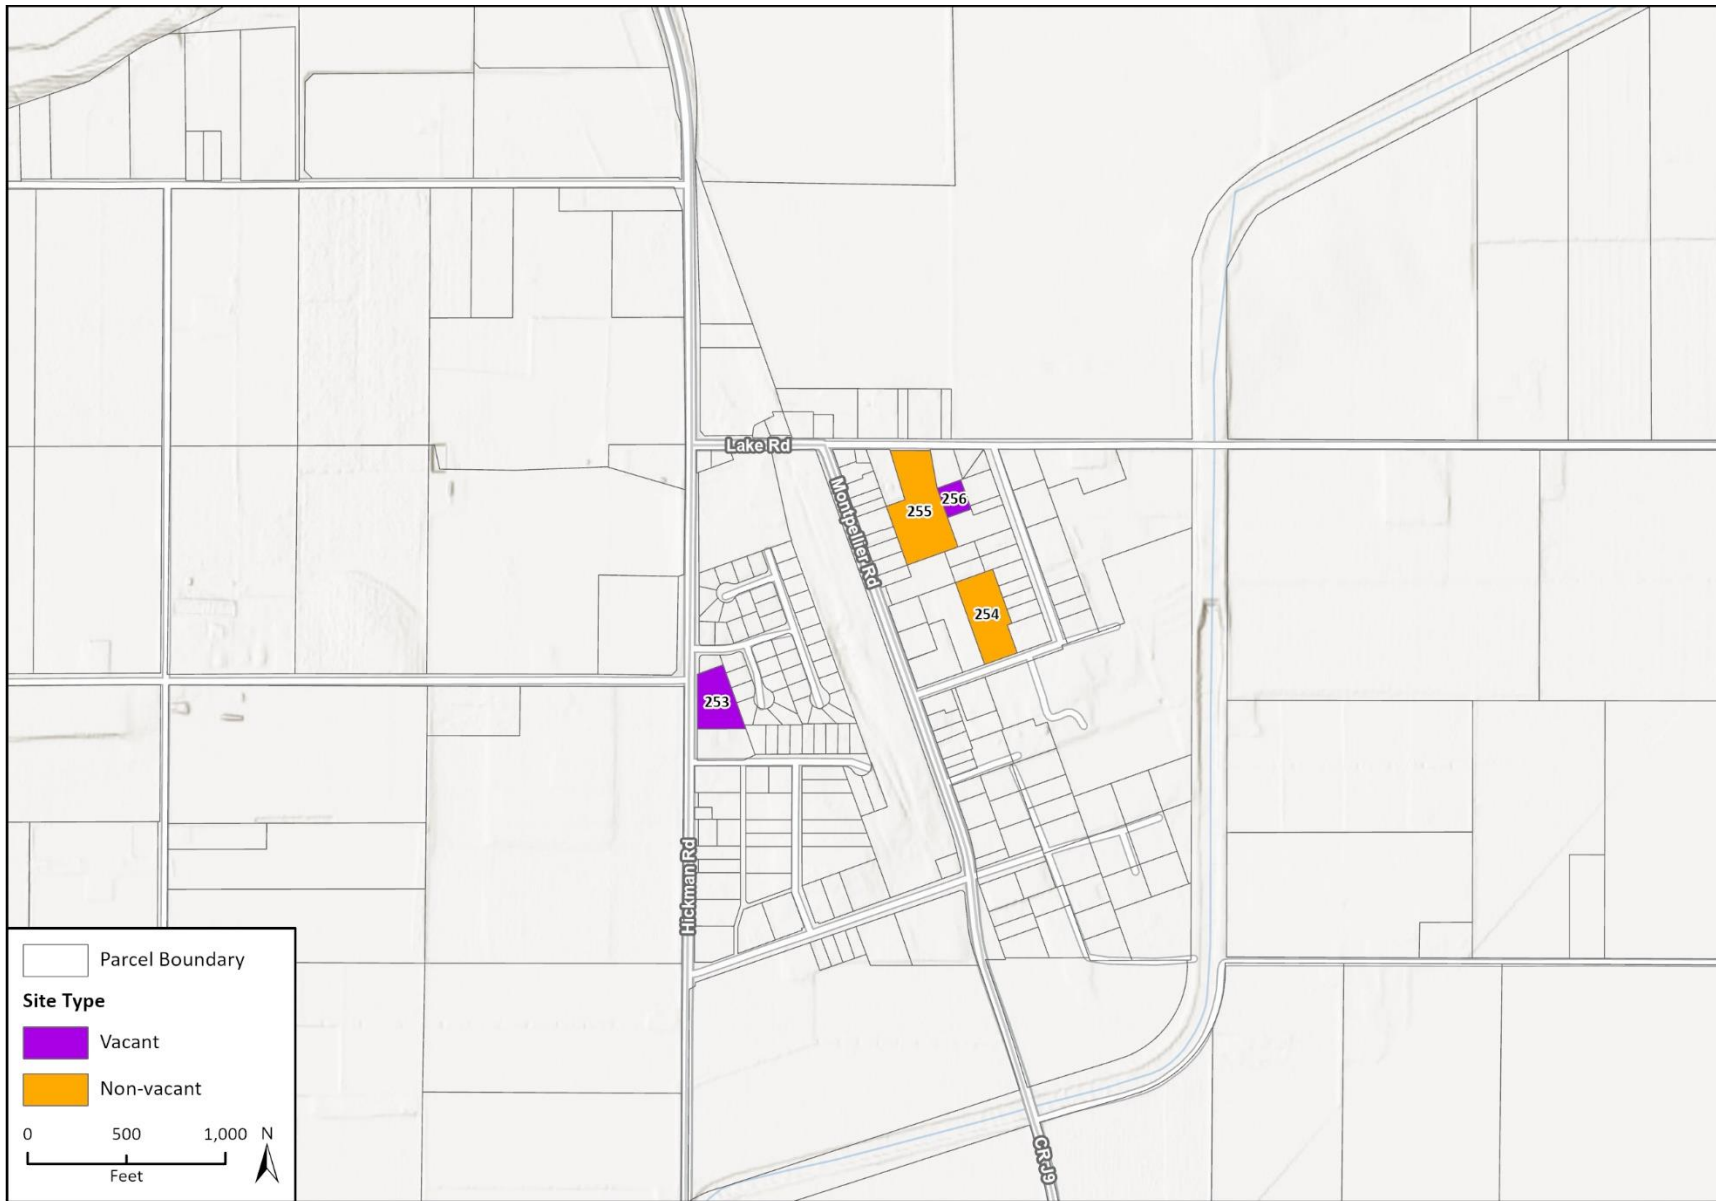 Lake Rd
256
255
Montpellier Rd
254
253
Hickman Rd
Parcel Boundary
Site Type
Vacant
Non-vacant
0 500 1,000 N
Feet
CR J9